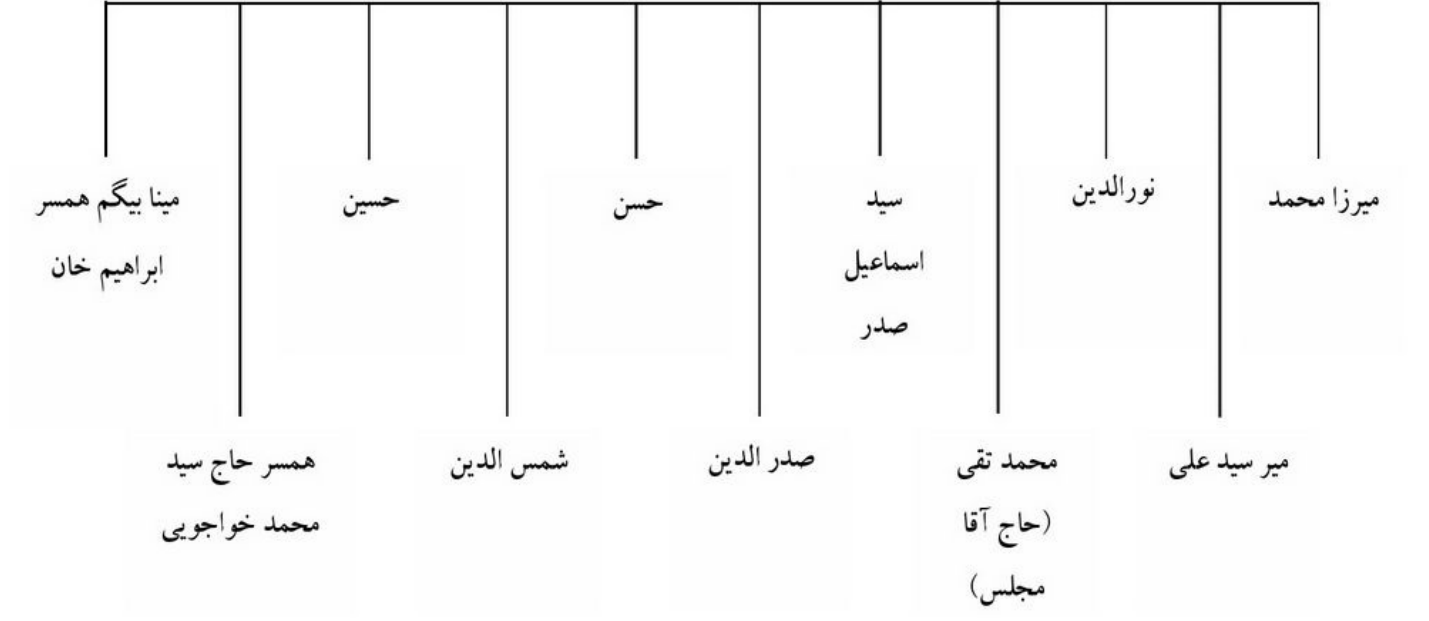 میرزا محمد
نورالدین
سید
اسماعیل
صدر
حسن
حسین
مینا بیگم همسر
ابراهیم خان
میر سید علی
محمد تقی
(حاج آقا
مجلس)
صدر الدین
شمس الدین
همسر حاج سید
محمد خواجویی